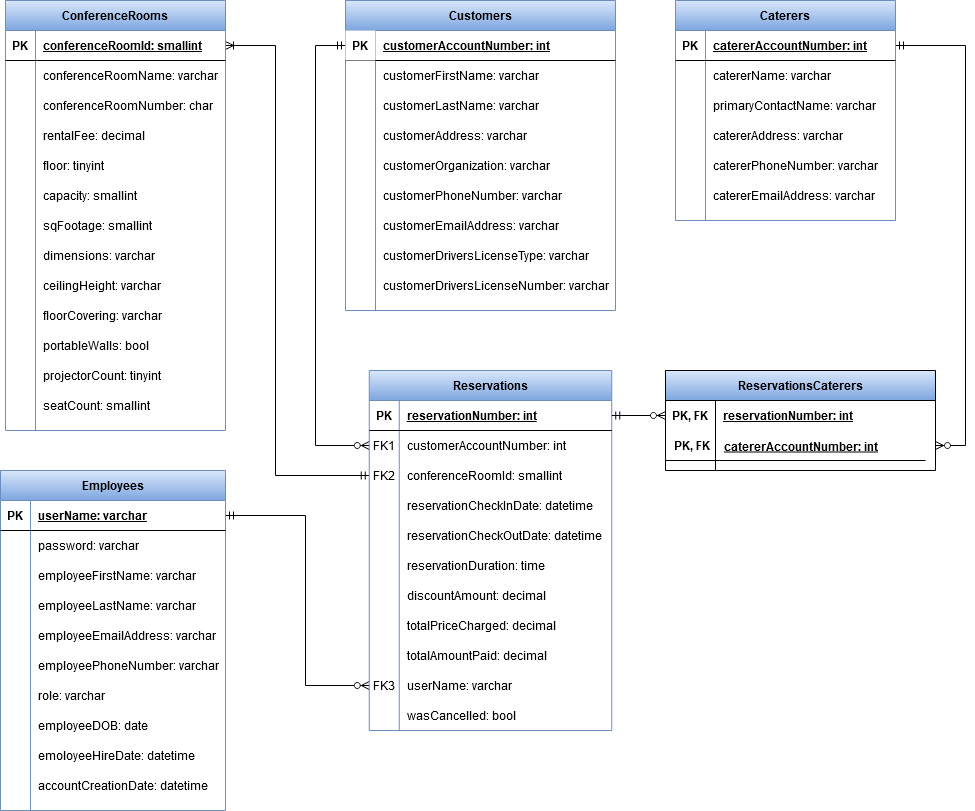 ConferenceRooms
PK conferenceRoomId: smallint
conferenceRoomName: varchar
conferenceRoomNumber: char
rentalFee: decimal
floor: tinyint
capacity: smallint
sqFootage: smallint
dimensions: varchar
ceilingHeight: varchar
floorCovering: varchar
portableWalls: bool
projectorCount: tinyint
seatCount: smallint
Customers
PK customerAccountNumber: int
customerFirstName: varchar
customerLastName: varchar
customerAddress: varchar
customerOrganization: varchar
customerPhoneNumber: varchar
customerEmailAddress: varchar
customerDriversLicenseType: varchar
customerDriversLicenseNumber: varchar
Caterers
PK catererAccountNumber: int
catererName: varchar
primaryContactName: varchar
catererAddress: varchar
catererPhoneNumber: varchar
catererEmailAddress: varchar
Reservations
PK reservationNumber: int
FK1 customerAccountNumber: int
FK2 conferenceRoomId: smallint
reservationCheckInDate: datetime
reservationCheckOutDate: datetime
reservationDuration: time
discountAmount: decimal
totalPriceCharged: decimal
totalAmountPaid: decimal
FK3 userName: varchar
wasCancelled: bool
ReservationsCaterers
PK, FK reservationNumber: int
PK, FK catererAccountNumber: int
Employees
PK userName: varchar
password: varchar
employeeFirstName: varchar
employeeLastName: varchar
employeeEmailAddress: varchar
employeePhoneNumber: varchar
role: varchar
employeeDOB: date
emoloyeeHireDate: datetime
accountCreationDate: datetime